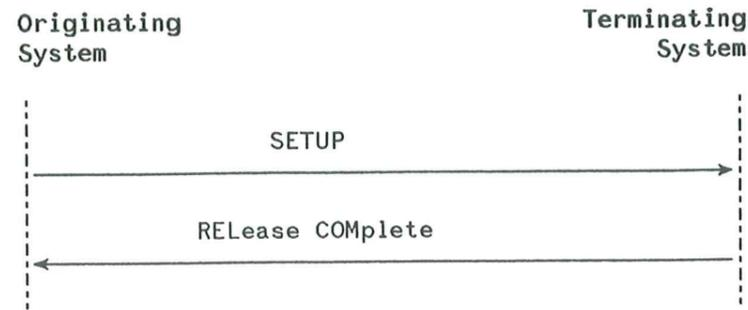 Originating
System
Terminating
System
SETUP
RELease COMplete